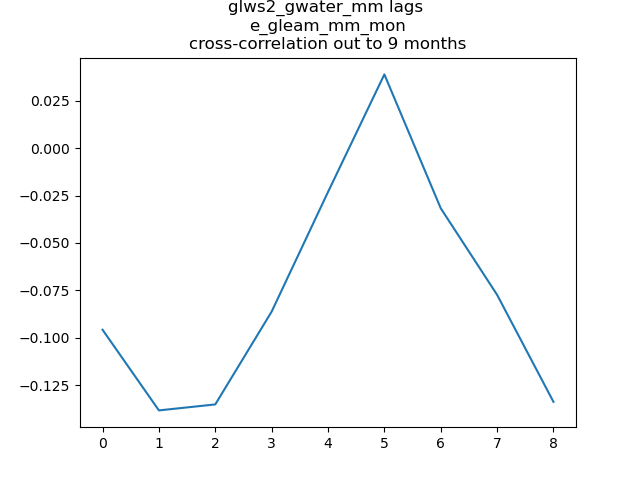 glws2_gwater_mm lags
e_gleam_mm_mon
cross-correlation out to 9 months
0.025
0.000
−0.025
−0.050
−0.075
−0.100
−0.125
0 1 2 3 4 5 6 7 8